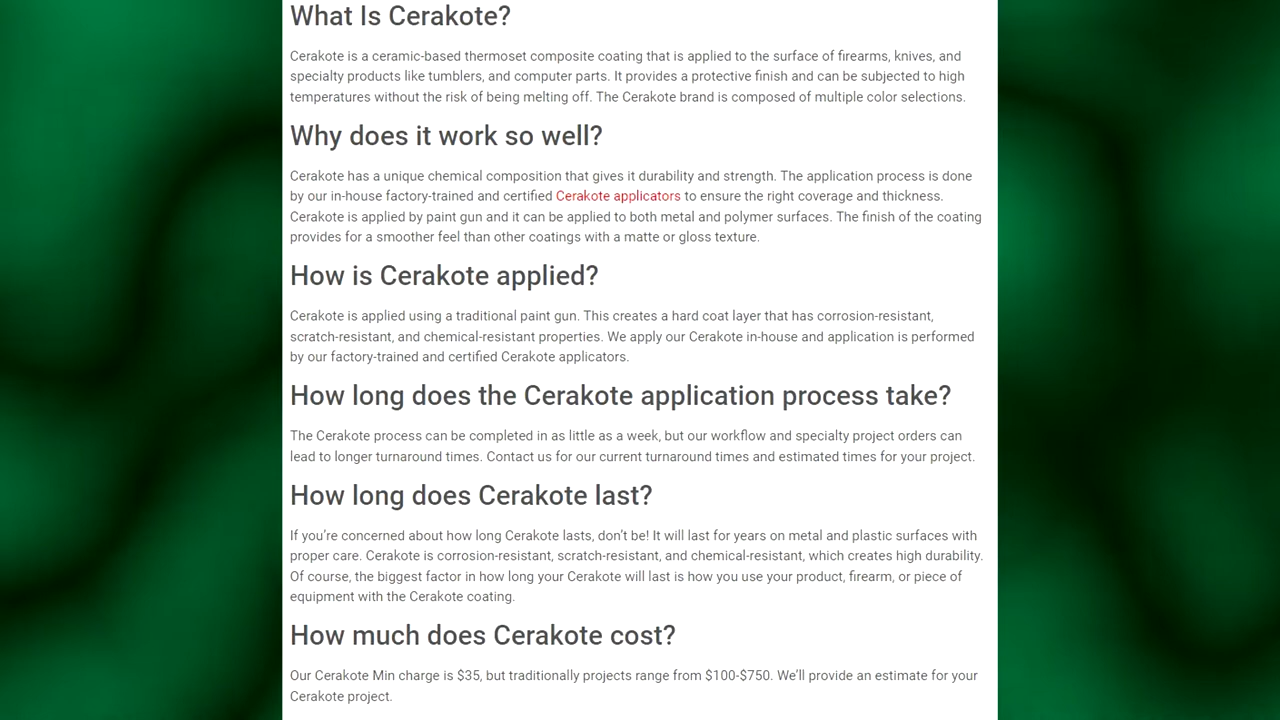 What Is Cerakote?
Cerakote is a ceramic-based thermoset composite coating that is applied to the surface of firearms, knives, and
specialty products like tumblers, and computer parts. It provides a protective finish and can be subjected to high
temperatures without the risk of being melting off. The Cerakote brand is composed of multiple color selections.
Why does it work so well?
Cerakote has a unique chemical composition that gives it durability and strength. The application process is done
by our in-house factory-trained and certified Cerakote applicators to ensure the right coverage and thickness.
Cerakote is applied by paint gun and it can be applied to both metal and polymer surfaces. The finish of the coating
provides for a smoother feel than other coatings with a matte or gloss texture.
How is Cerakote applied?
Cerakote is applied using a traditional paint gun. This creates a hard coat layer that has corrosion-resistant,
scratch-resistant, and chemical-resistant properties. We apply our Cerakote in-house and application is performed
by our factory-trained and certified Cerakote applicators.
How long does the Cerakote application process take?
The Cerakote process can be completed in as little as a week, but our workflow and specialty project orders can
lead to longer turnaround times. Contact us for our current turnaround times and estimated times for your project.
How long does Cerakote last?
If you’re concerned about how long Cerakote lasts, don’t be! It will last for years on metal and plastic surfaces with
proper care. Cerakote is corrosion-resistant, scratch-resistant, and chemical-resistant, which creates high durability.
Of course, the biggest factor in how long your Cerakote will last is how you use your product, firearm, or piece of
equipment with the Cerakote coating.
How much does Cerakote cost?
Our Cerakote Min charge is $35, but traditionally projects range from $100-$750. We’ll provide an estimate for your
Cerakote project.